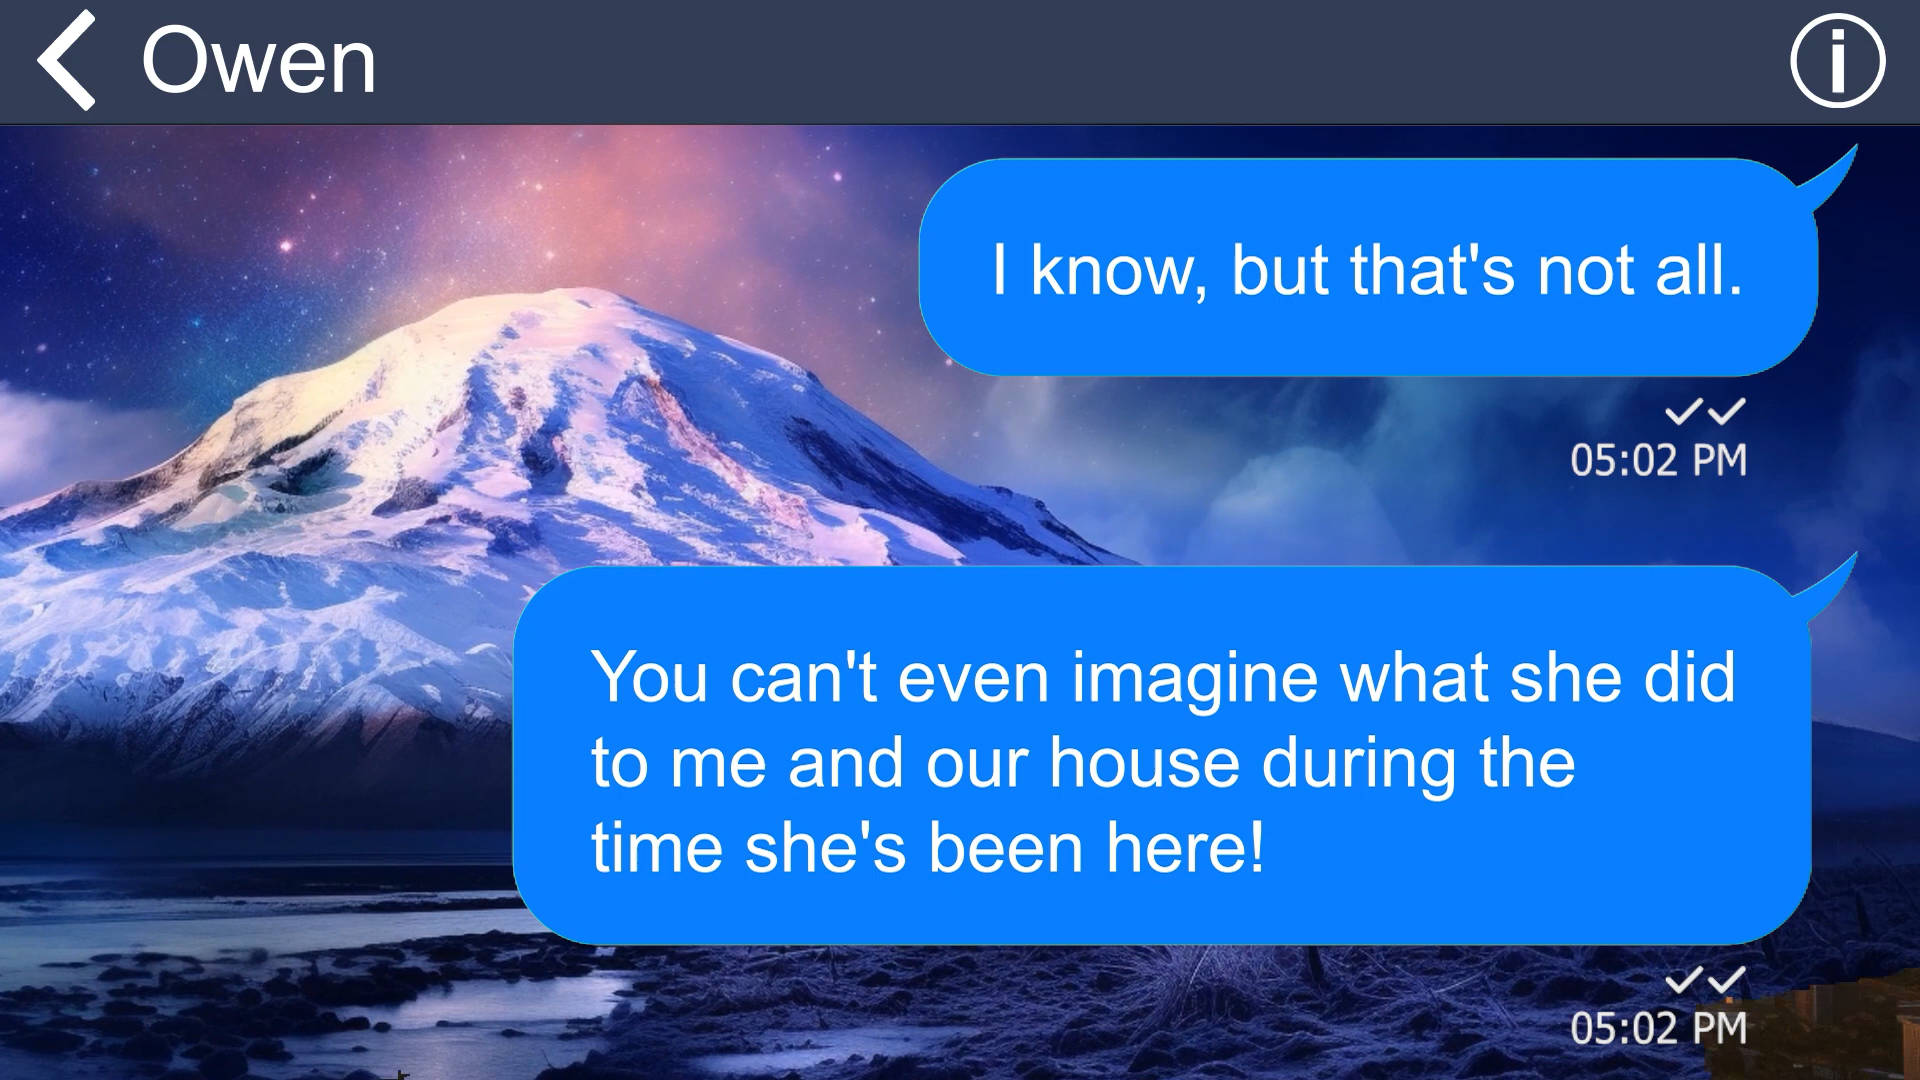 Owen
I know, but that's not all.
05:02 PM
You can't even imagine what she did
to me and our house during the
time she's been here!
05:02 PM